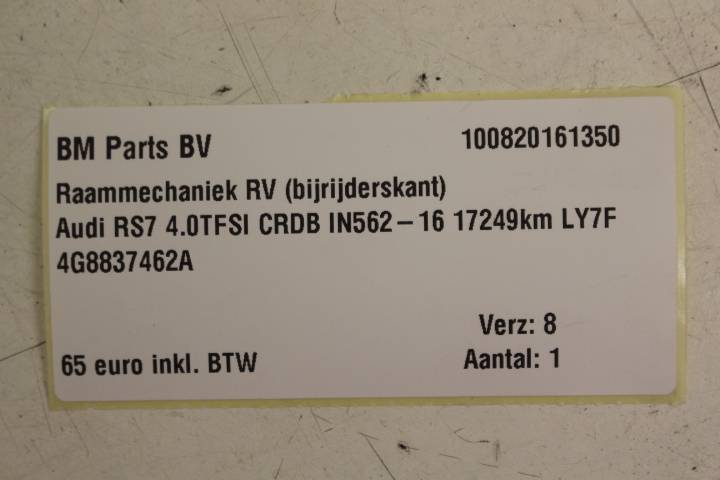 BM Parts BV 100820161350
Raammechaniek RV (bijrijderskant)
Audi RS7 4.0TFSI CRDB IN562-16 17249km LY7F
4G8837462A
Verz: 8
65 euro inkl. BTW Aantal: 1